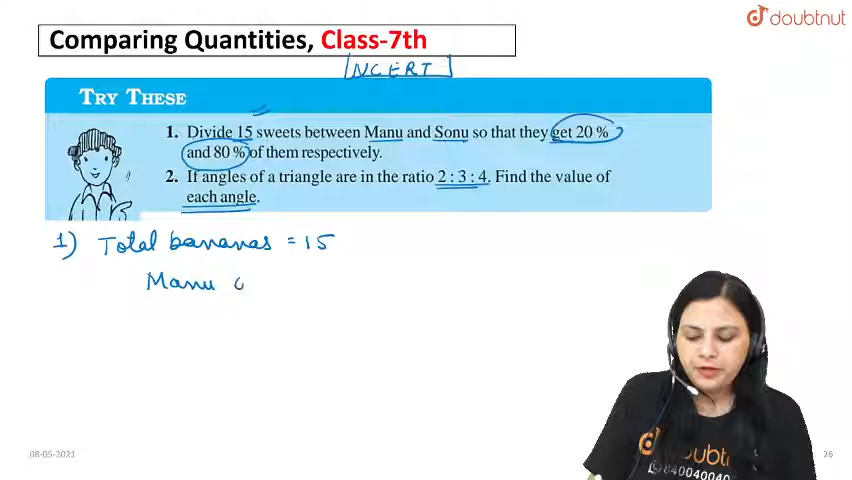 doubtnut
Comparing Quantities, Class-7th
NCERT
TRY THESE
1. Divide 15 sweets between Manu and Sonu so that they get 20 %
and 80 % of them respectively.
2. If angles of a triangle are in the ratio 2 : 3 : 4. Find the value of
each angle.
1) Total bananas = 15
Manu
doubtnut
8400400400
08-05-2021
26